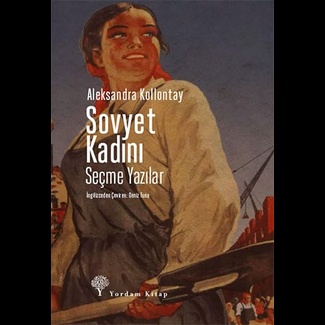 Aleksandra Kollontay
Sovyet
Kadını
Seçme Yazılar
İngilizceden Çeviren: Deniz Tuna
Yordam Kitap